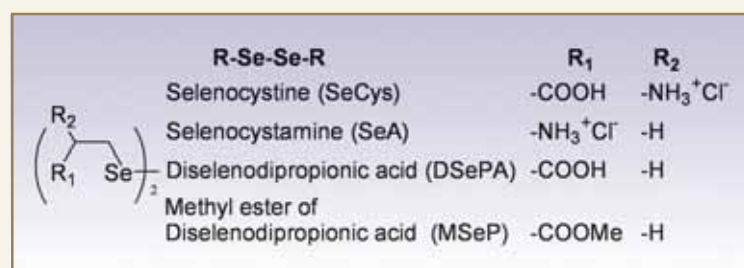 R-Se-Se-R R₁ R₂
Selenocystine (SeCys) -COOH -NH₃⁺Cl⁻
Selenocystamine (SeA) -NH₃⁺Cl⁻ -H
R₂
R₁ Se 2 Diselenodipropionic acid (DSePA) -COOH -H
Methyl ester of
Diselenodipropionic acid (MSeP) -COOMe -H